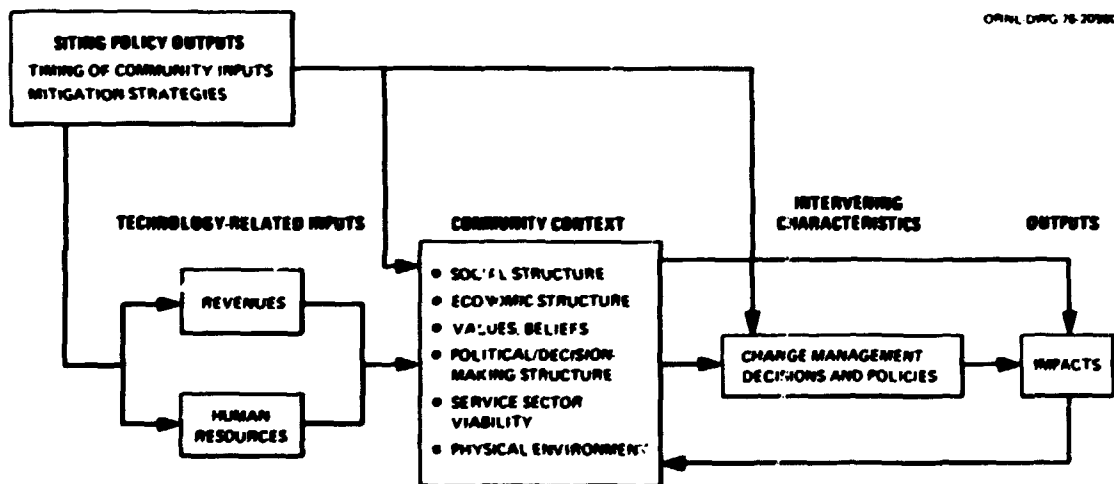 ORNL-DWG 76-
SITING POLICY OUTPUTS
TIMING OF COMMUNITY INPUTS
MITIGATION STRATEGIES
TECHNOLOGY-RELATED INPUTS
COMMUNITY CONTEXT
INTERVENING
CHARACTERISTICS
OUTPUTS
REVENUES
HUMAN
RESOURCES
• SOCIAL STRUCTURE
• ECONOMIC STRUCTURE
• VALUES, BELIEFS
• POLITICAL/DECISION-
MAKING STRUCTURE
• SERVICE SECTOR
VIABILITY
• PHYSICAL ENVIRONMENT
CHANGE MANAGEMENT
DECISIONS AND POLICIES
IMPACTS